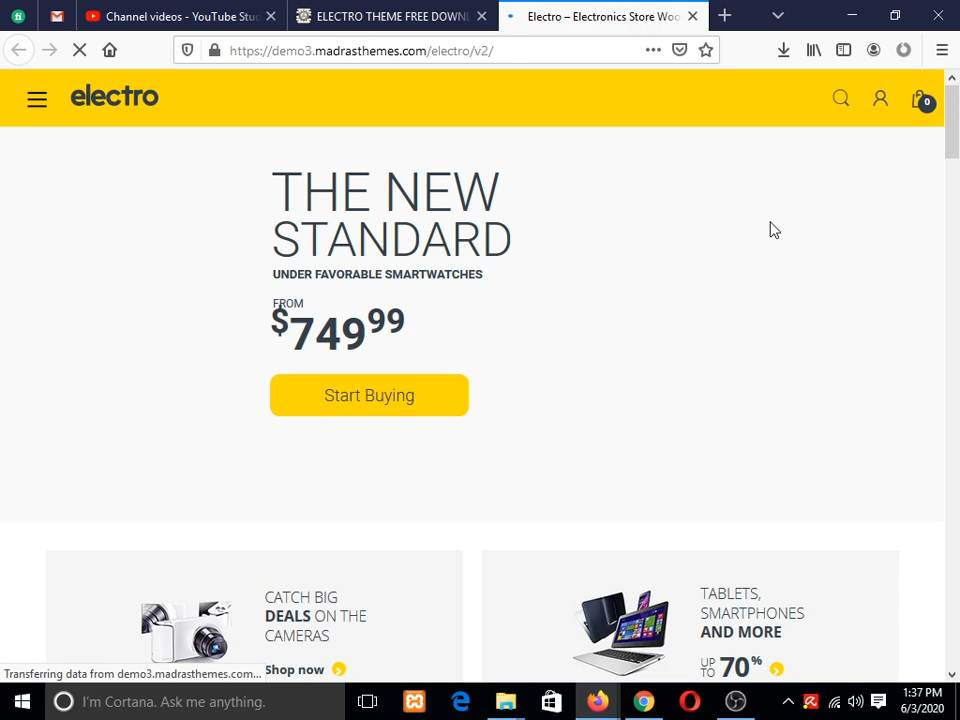 Channel videos - YouTube Stu
ELECTRO THEME FREE DOWNL
Electro – Electronics Store Woo
https://demo3.madrasthemes.com/electro/v2/
electro
0
THE NEW
STANDARD
UNDER FAVORABLE SMARTWATCHES
FROM
$749 99
Start Buying
CATCH BIG
DEALS ON THE
CAMERAS
Shop now
TABLETS,
SMARTPHONES
AND MORE
UP TO 70%
Transferring data from demo3.madrasthemes.com...
I'm Cortana. Ask me anything.
1:37 PM
6/3/2020